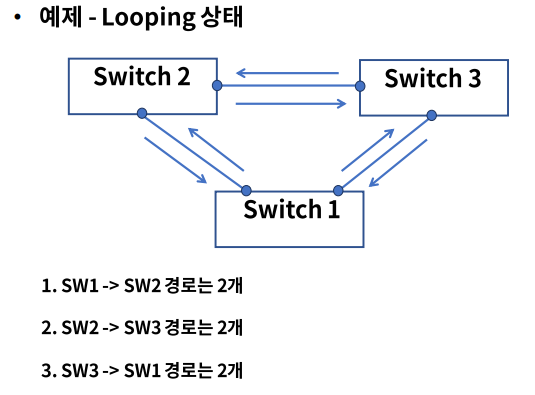 • 예제 - Looping 상태
Switch 2
Switch 3
Switch 1
1. SW1 -> SW2 경로는 2개
2. SW2 -> SW3 경로는 2개
3. SW3 -> SW1 경로는 2개